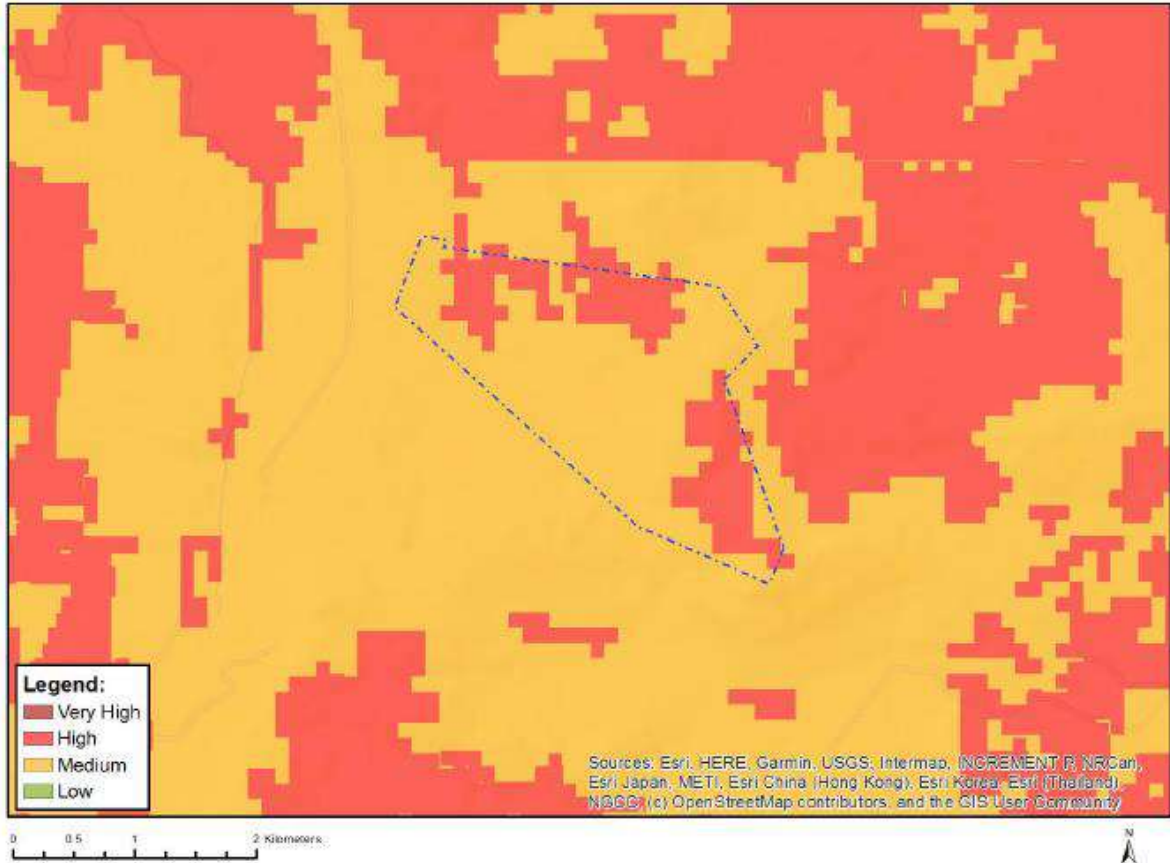 Legend:
Very High
High
Medium
Low
Sources: Esri, HERE, Garmin, USGS, Intermap, INCREMENT P, NRCan,
Esri Japan, METI, Esri China (Hong Kong), Esri Korea, Esri (Thailand),
NGCC, (c) OpenStreetMap contributors, and the GIS User Community
0 0.5 1 2 Kilometers
N